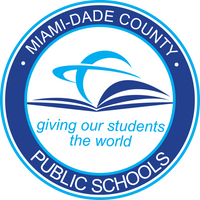 MIAMI-DADE COUNTY
giving our students
the world
PUBLIC SCHOOLS